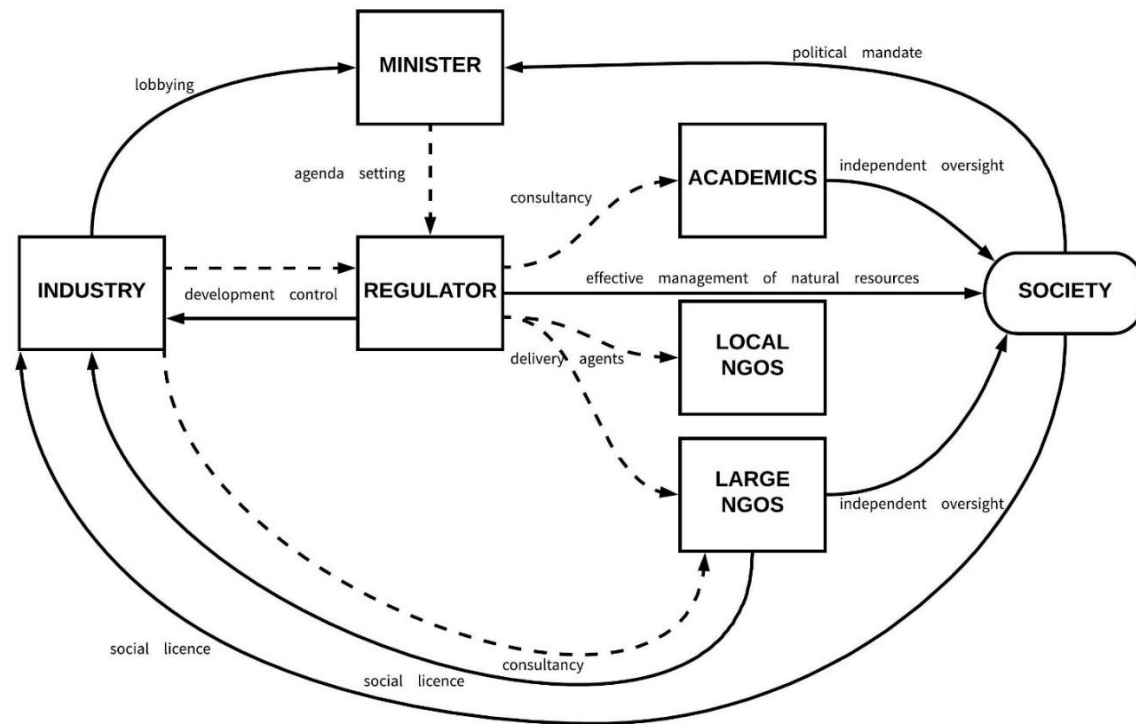 political mandate
MINISTER
lobbying
agenda setting
consultancy
ACADEMICS
independent oversight
INDUSTRY
development control
REGULATOR
effective management of natural resources
SOCIETY
delivery agents
LOCAL
NGOS
LARGE
NGOS
independent oversight
social licence
consultancy
social licence